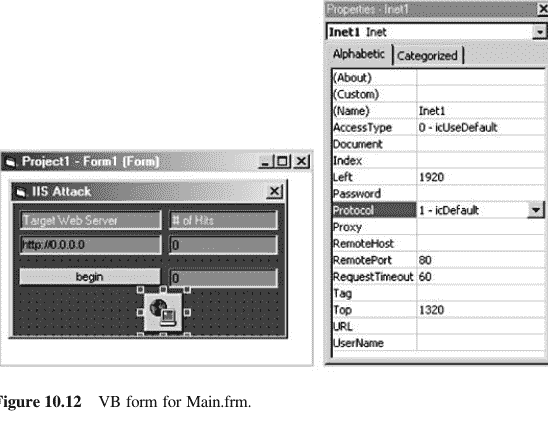 Properties - Inet1
Inet1 Inet
Alphabetic Categorized
(About)
(Custom)
(Name) Inet1
AccessType 0 - icUseDefault
Document
Index
Left 1920
Password
Protocol 1 - icDefault
Proxy
RemoteHost
RemotePort 80
RequestTimeout 60
Tag
Top 1320
URL
UserName
Project1 - Form1 (Form)
IIS Attack
Target Web Server # of Hits
http://0.0.0.0 0
begin 0
igure 10.12 VB form for Main.frm.